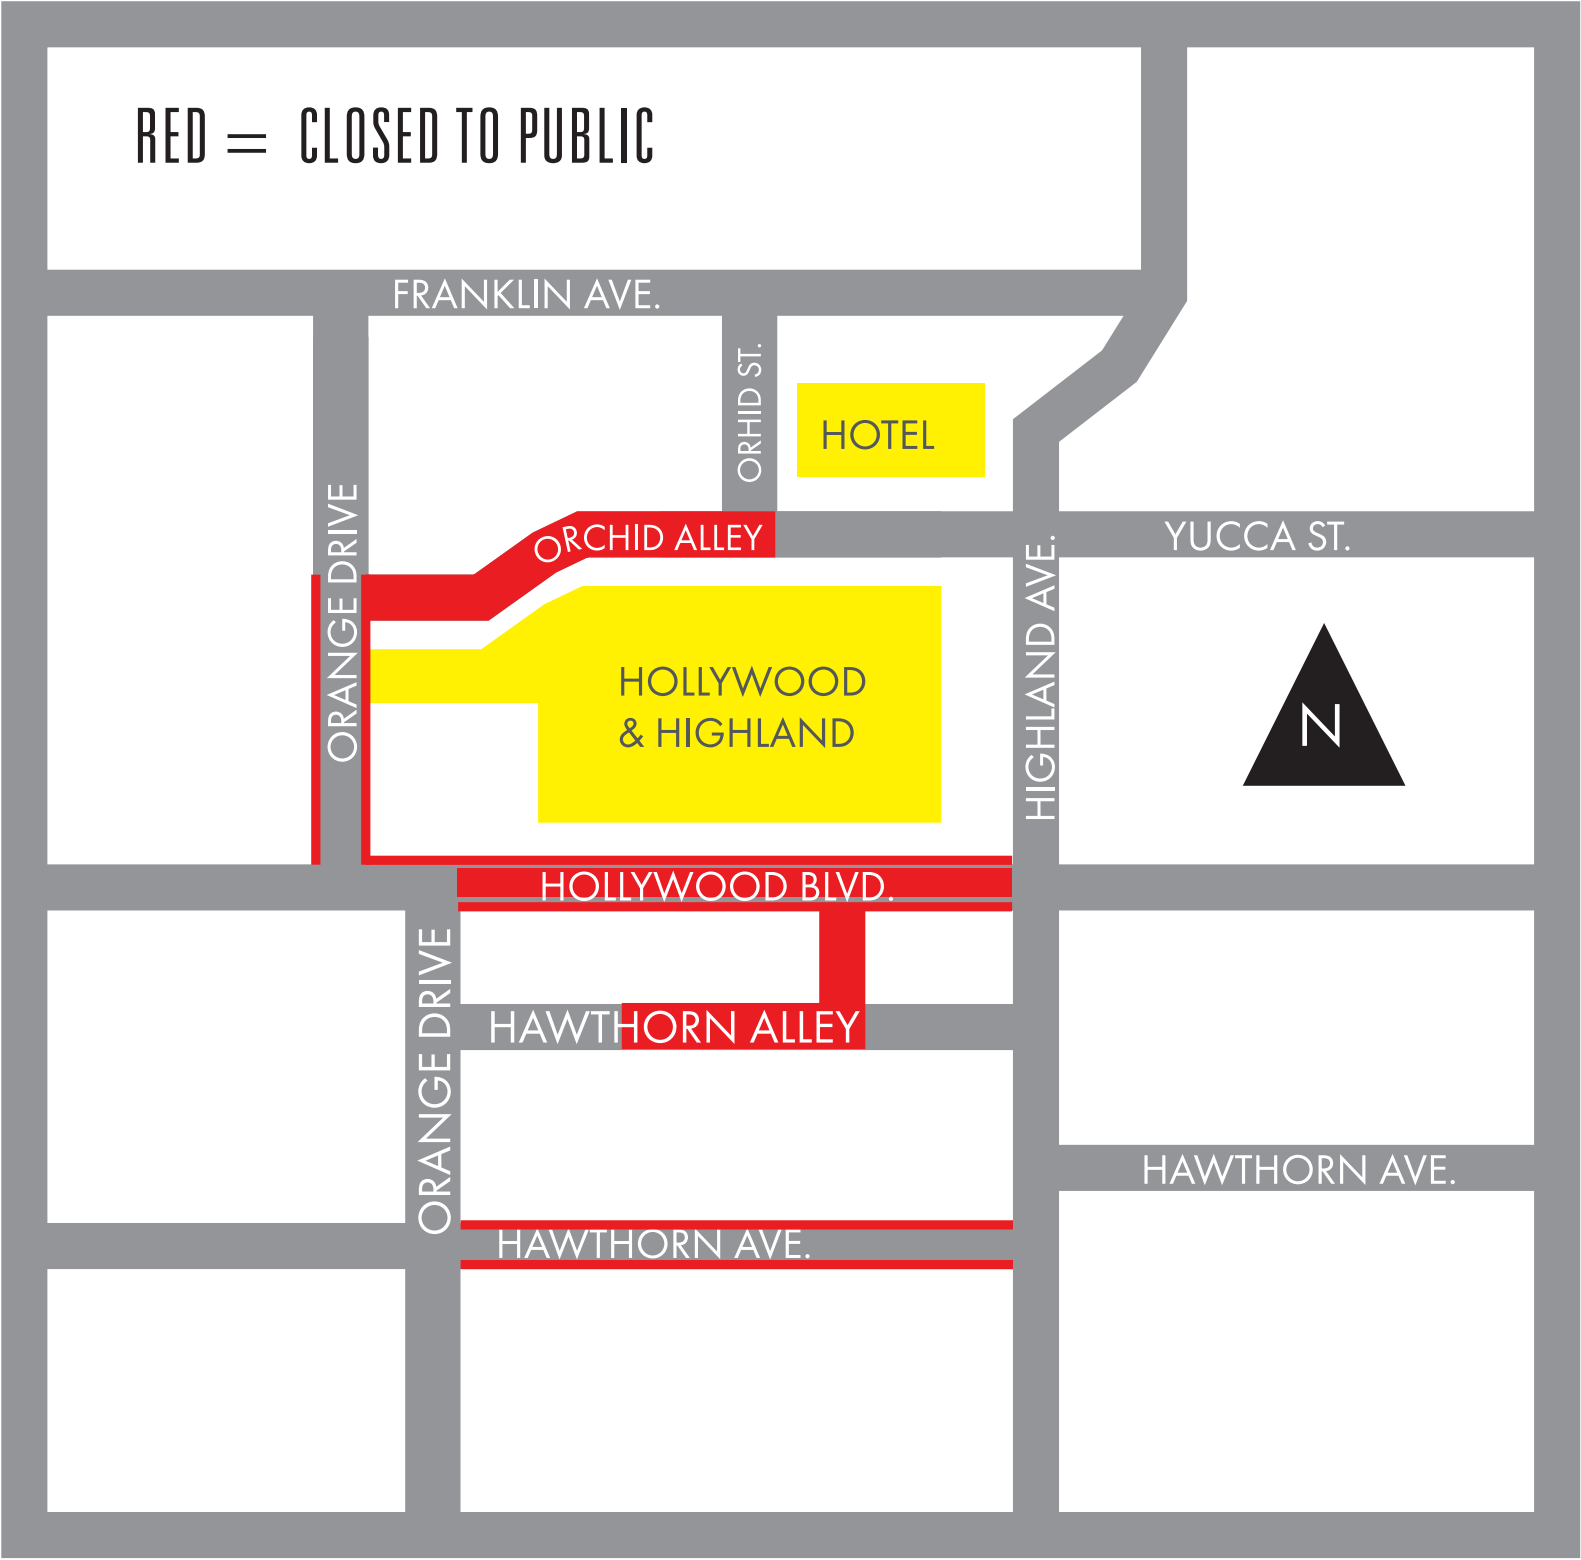 RED = CLOSED TO PUBLIC
FRANKLIN AVE.
ORHID ST.
HOTEL
ORANGE DRIVE
ORCHID ALLEY
YUCCA ST.
HIGHLAND AVE.
HOLLYWOOD
& HIGHLAND
N
HOLLYWOOD BLVD.
ORANGE DRIVE
HAWTHORN ALLEY
HAWTHORN AVE.
HAWTHORN AVE.